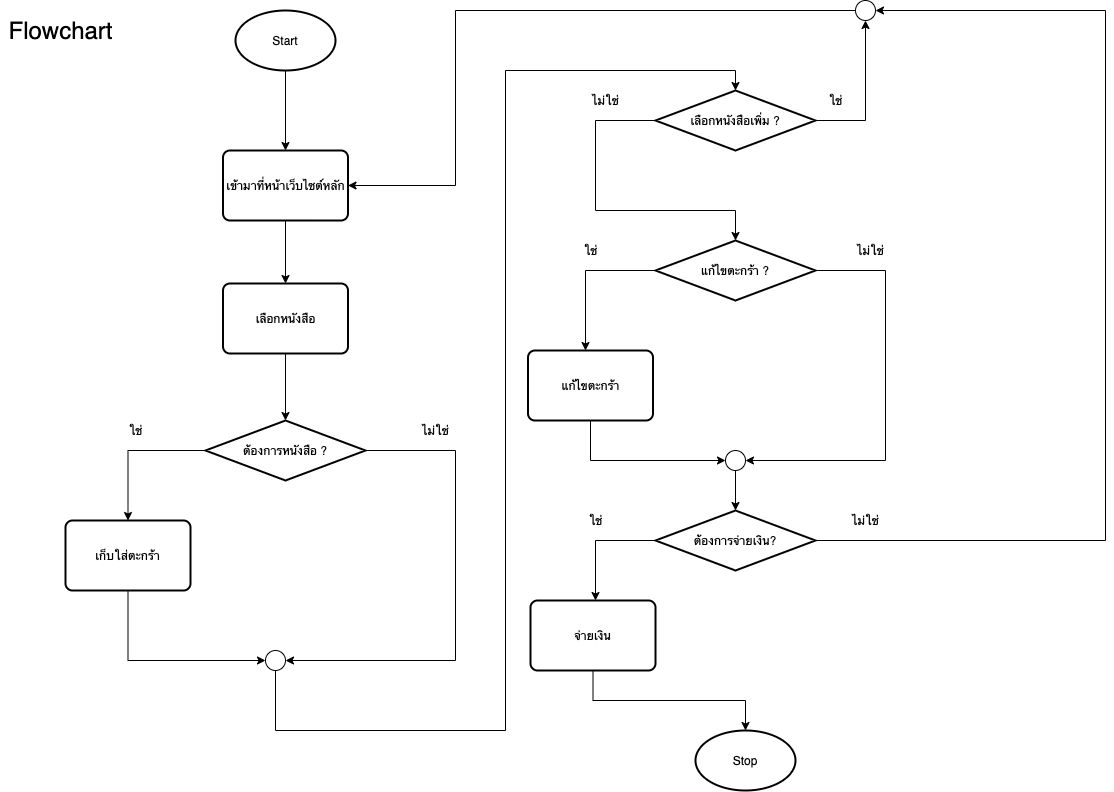 Flowchart
Start
เข้ามาที่หน้าเว็บไซต์หลัก
เลือกหนังสือ
ต้องการหนังสือ ?
ใช่
ไม่ใช่
เก็บใส่ตะกร้า
เลือกหนังสือเพิ่ม ?
ไม่ใช่
ใช่
แก้ไขตะกร้า ?
ใช่
ไม่ใช่
แก้ไขตะกร้า
ต้องการจ่ายเงิน?
ใช่
ไม่ใช่
จ่ายเงิน
Stop